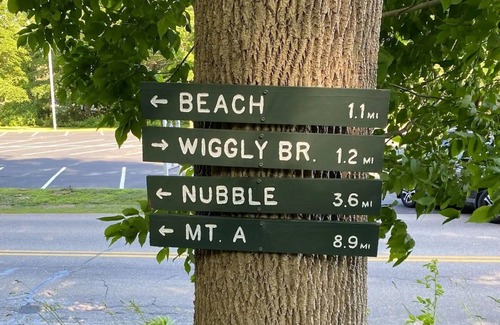 ← BEACH 1.1 MI
→ WIGGLY BR. 1.2 MI
← NUBBLE 3.6 MI
← MT. A 8.9 MI